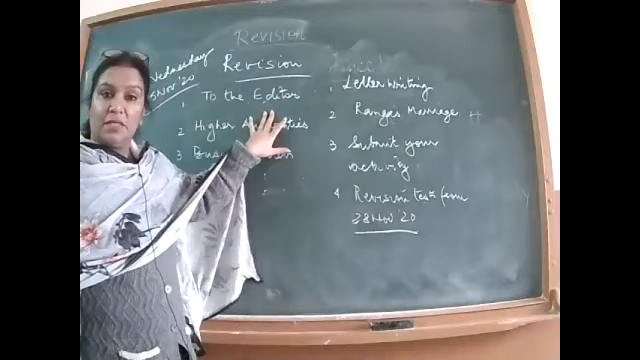 Revision
Wednesday
Nov '20
Revision
1 To the Editor
2 Higher
3
1 Letter Writing
2 Ranga's Marriage
3 Submit your
activity
4 Revision test from
28 Nov '20